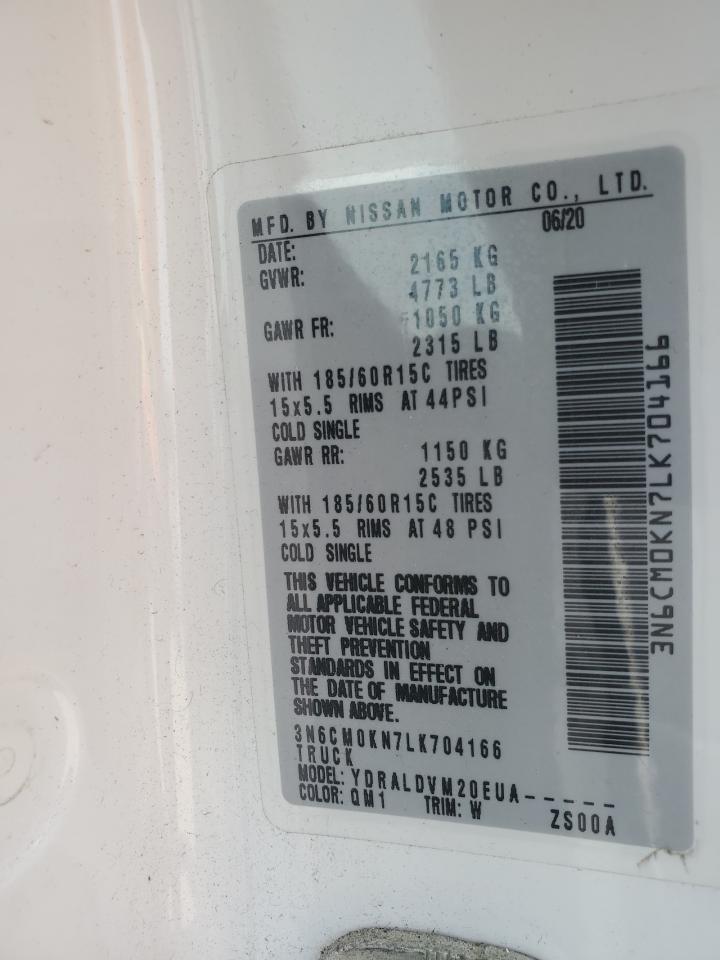 MFD. BY NISSAN MOTOR CO., LTD.
DATE: 06/20
GVWR: 2165 KG
4773 LB
GAWR FR: 1050 KG
2315 LB
WITH 185/60R15C TIRES
15x5.5 RIMS AT 44PSI
COLD SINGLE
GAWR RR: 1150 KG
2535 LB
WITH 185/60R15C TIRES
15x5.5 RIMS AT 48 PSI
COLD SINGLE
THIS VEHICLE CONFORMS TO
ALL APPLICABLE FEDERAL
MOTOR VEHICLE SAFETY AND
THEFT PREVENTION
STANDARDS IN EFFECT ON
THE DATE OF MANUFACTURE
SHOWN ABOVE.
3N6CM0KN7LK704166
TRUCK
MODEL: YDRALDVM20EUA-----
COLOR: QM1 TRIM: W ZS00A
3N6CM0KN7LK704166